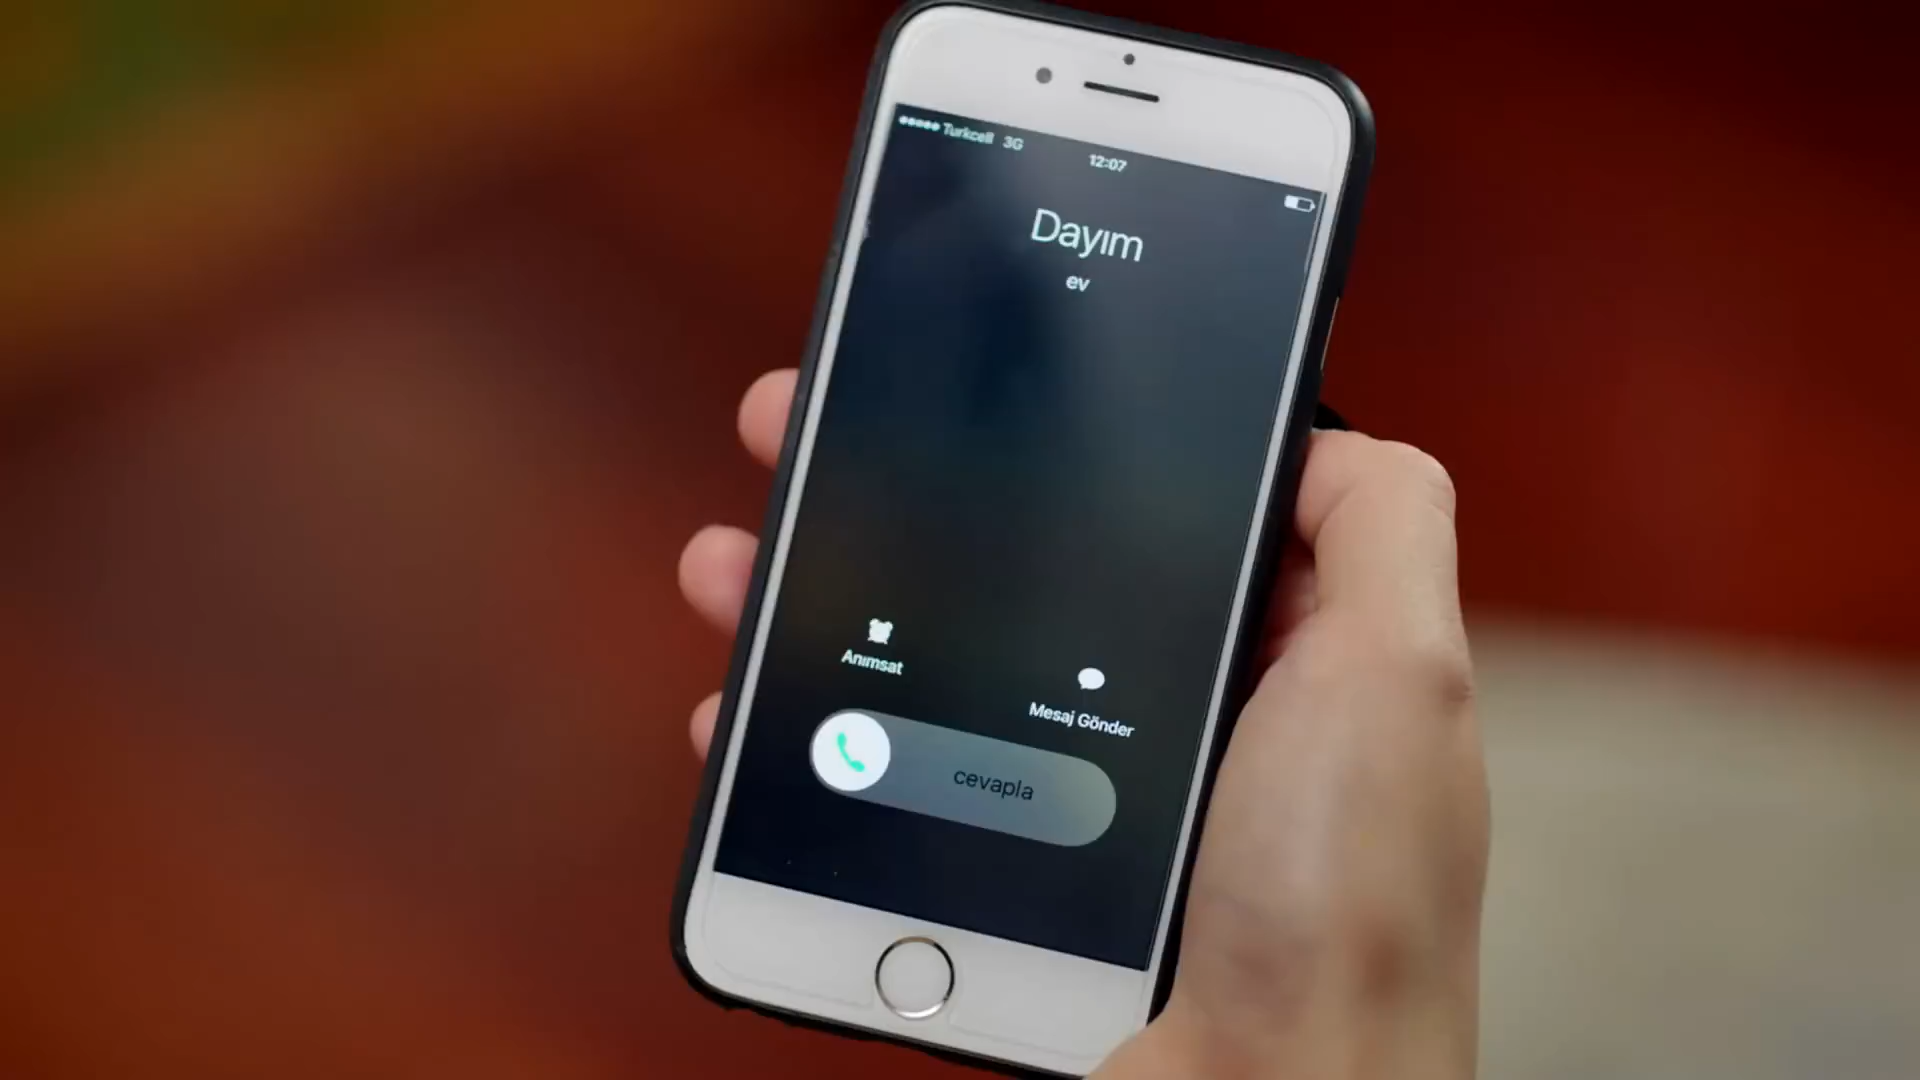 Turkcell 3G
12:07
Dayım
ev
Anımsat
Mesaj Gönder
cevapla